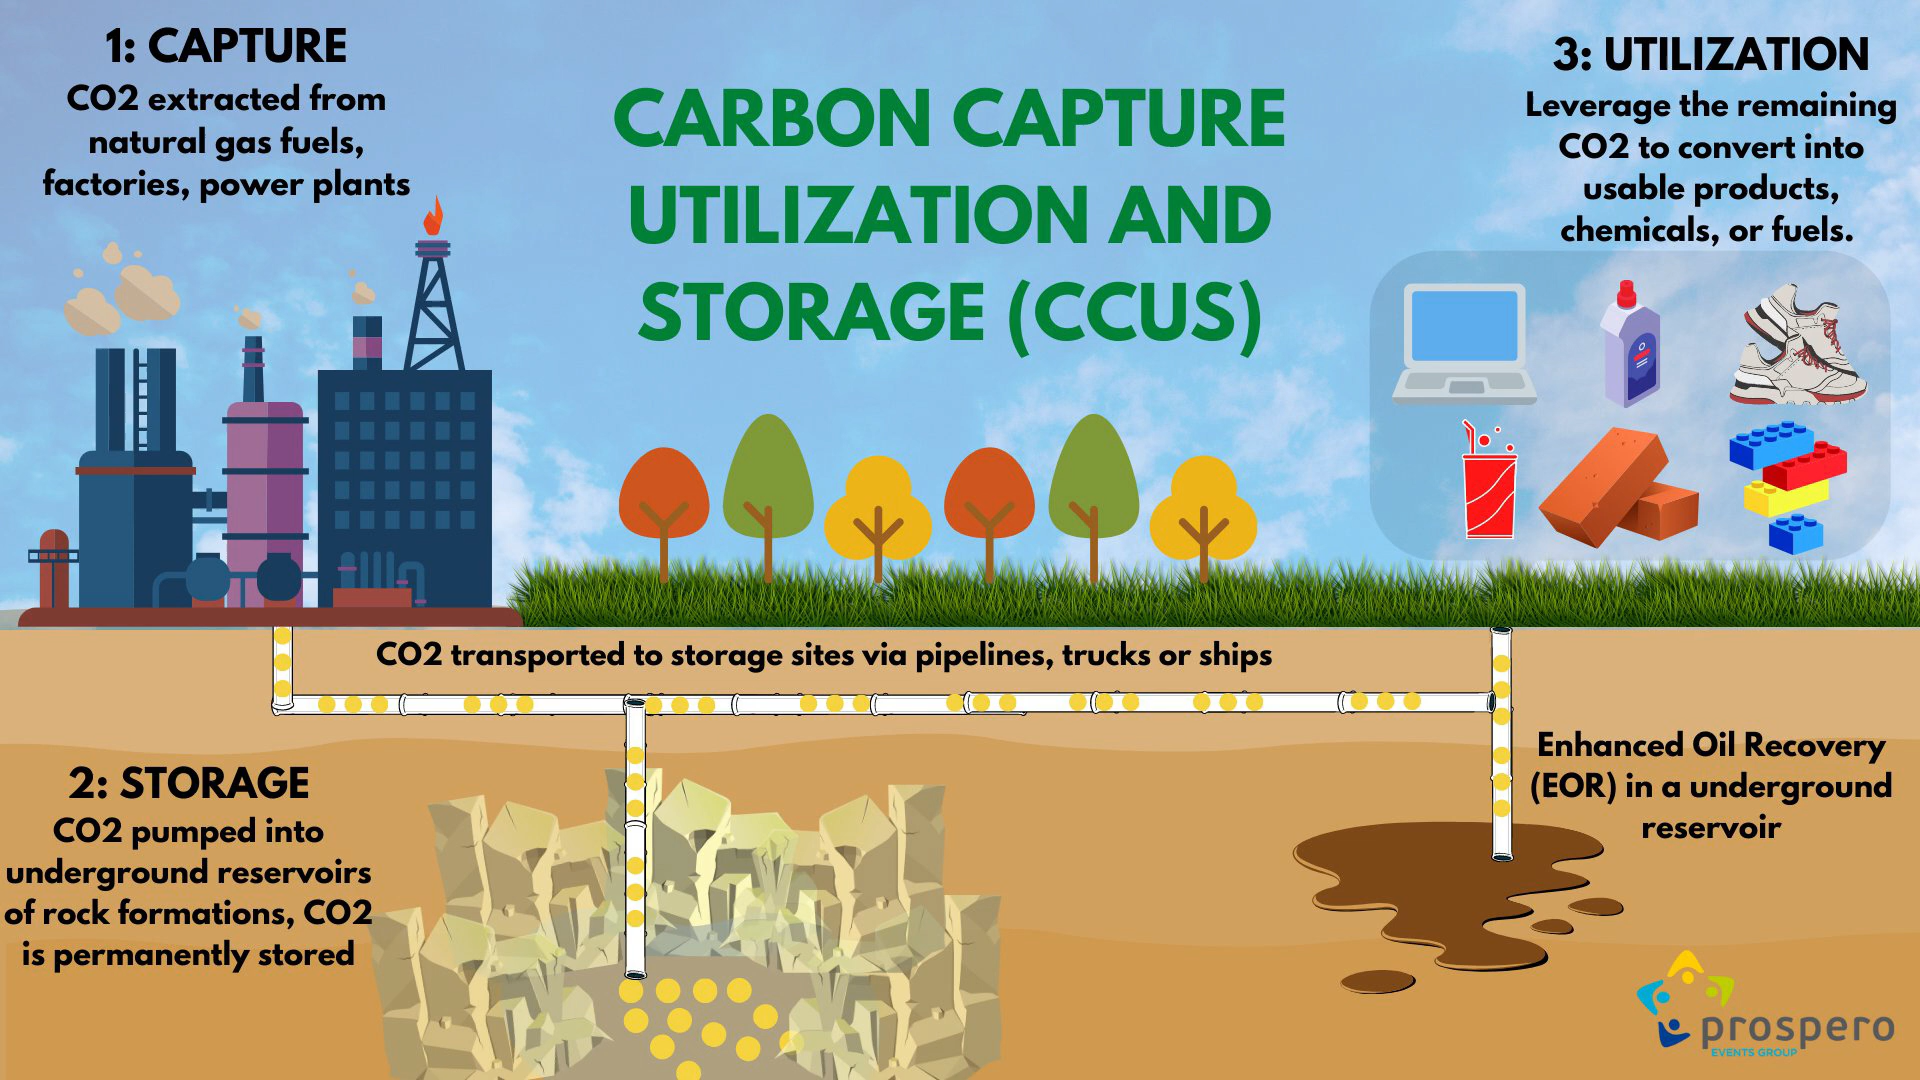 1: CAPTURE
CO2 extracted from
natural gas fuels,
factories, power plants
CARBON CAPTURE
UTILIZATION AND
STORAGE (CCUS)
3: UTILIZATION
Leverage the remaining
CO2 to convert into
usable products,
chemicals, or fuels.
CO2 transported to storage sites via pipelines, trucks or ships
2: STORAGE
CO2 pumped into
underground reservoirs
of rock formations, CO2
is permanently stored
Enhanced Oil Recovery
(EOR) in a underground
reservoir
prospero
EVENTS GROUP